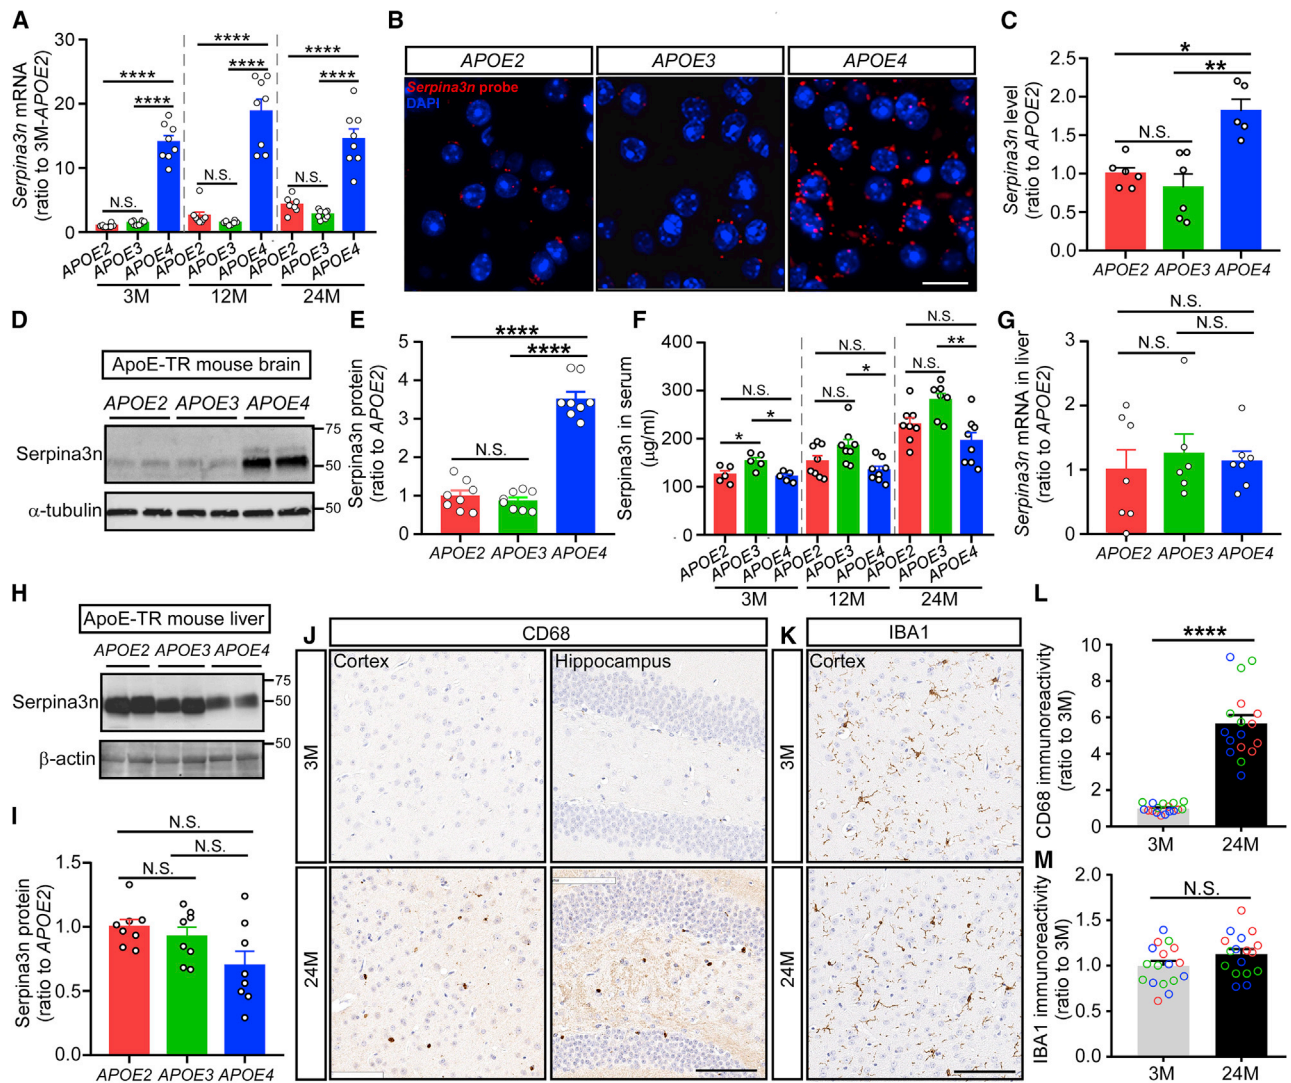 A
Serpina3n mRNA
(ratio to 3M-APOE2)
30
20
10
0
****
****
N.S.
****
****
N.S.
****
****
N.S.
APOE2
APOE3
APOE4
APOE2
APOE3
APOE4
APOE2
APOE3
APOE4
3M
12M
24M
B
APOE2
APOE3
APOE4
Serpina3n probe
DAPI
C
Serpina3n level
(ratio to APOE2)
2.5
2.0
1.5
1.0
0.5
0.0
*
**
N.S.
APOE2
APOE3
APOE4
D
ApoE-TR mouse brain
APOE2
APOE3
APOE4
Serpina3n
75
50
α-tubulin
50
E
Serpina3n protein
(ratio to APOE2)
5
4
3
2
1
0
****
****
N.S.
APOE2
APOE3
APOE4
F
Serpina3n in serum
(µg/ml)
400
300
200
100
0
N.S.
*
*
N.S.
*
N.S.
N.S.
**
N.S.
APOE2
APOE3
APOE4
APOE2
APOE3
APOE4
APOE2
APOE3
APOE4
3M
12M
24M
G
Serpina3n mRNA in liver
(ratio to APOE2)
3
2
1
0
N.S.
N.S.
N.S.
APOE2
APOE3
APOE4
H
ApoE-TR mouse liver
APOE2
APOE3
APOE4
Serpina3n
75
50
β-actin
50
I
Serpina3n protein
(ratio to APOE2)
1.5
1.0
0.5
0.0
N.S.
N.S.
N.S.
APOE2
APOE3
APOE4
J
CD68
Cortex
Hippocampus
3M
24M
K
IBA1
Cortex
3M
24M
L
CD68 immunoreactivity
(ratio to 3M)
10
8
6
4
2
0
****
3M
24M
M
IBA1 immunoreactivity
(ratio to 3M)
2.0
1.5
1.0
0.5
0.0
N.S.
3M
24M